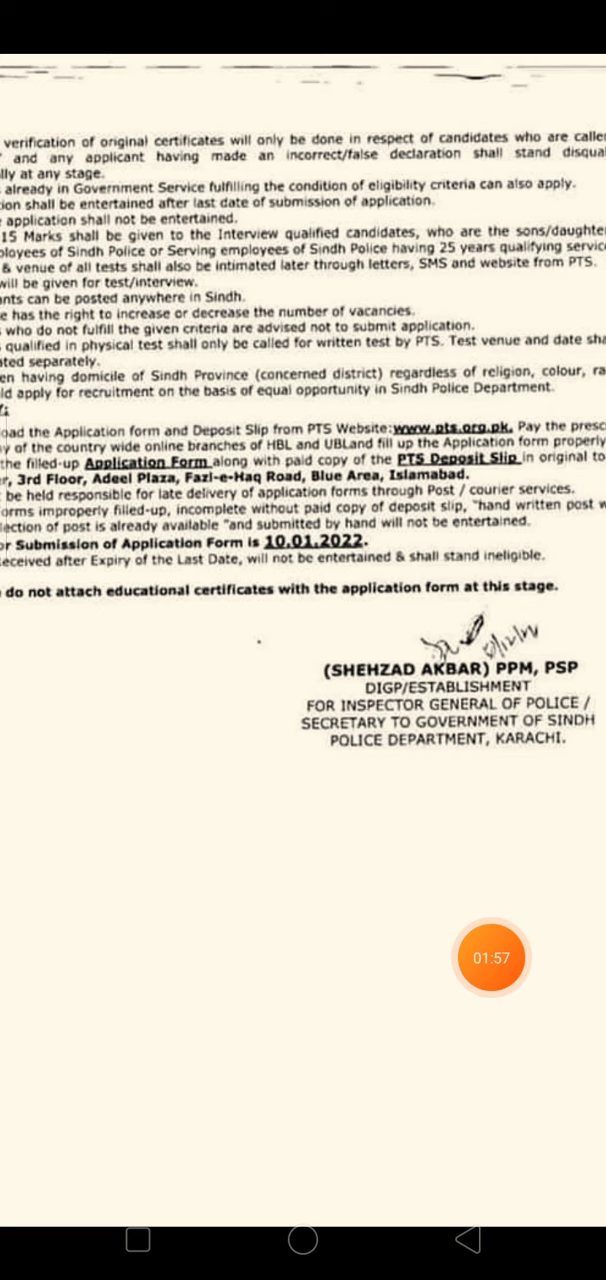 verification of original certificates will only be done in respect of candidates who are called
and any applicant having made an incorrect/false declaration shall stand disqual
lly at any stage.
already in Government Service fulfilling the condition of eligibility criteria can also apply.
ion shall be entertained after last date of submission of application.
application shall not be entertained.
15 Marks shall be given to the Interview qualified candidates, who are the sons/daughte
ployees of Sindh Police or Serving employees of Sindh Police having 25 years qualifying service
& venue of all tests shall also be intimated later through letters, SMS and website from PTS.
will be given for test/interview.
ants can be posted anywhere in Sindh.
e has the right to increase or decrease the number of vacancies.
who do not fulfill the given criteria are advised not to submit application.
qualified in physical test shall only be called for written test by PTS. Test venue and date sha
ated separately.
en having domicile of Sindh Province (concerned district) regardless of religion, colour, ra
ld apply for recruitment on the basis of equal opportunity in Sindh Police Department.
oad the Application form and Deposit Slip from PTS Website:www.pts.org.pk. Pay the presc
y of the country wide online branches of HBL and UBLand fill up the Application form properly
the filled-up Application Form along with paid copy of the PTS Deposit Slip in original to
r, 3rd Floor, Adeel Plaza, Fazl-e-Haq Road, Blue Area, Islamabad.
be held responsible for late delivery of application forms through Post / courier services.
orms improperly filled-up, incomplete without paid copy of deposit slip, "hand written post w
lection of post is already available "and submitted by hand will not be entertained.
or Submission of Application Form is 10.01.2022.
eceived after Expiry of the Last Date, will not be entertained & shall stand ineligible.
do not attach educational certificates with the application form at this stage.
(SHEHZAD AKBAR) PPM, PSP
DIGP/ESTABLISHMENT
FOR INSPECTOR GENERAL OF POLICE /
SECRETARY TO GOVERNMENT OF SINDH
POLICE DEPARTMENT, KARACHI.
01:57